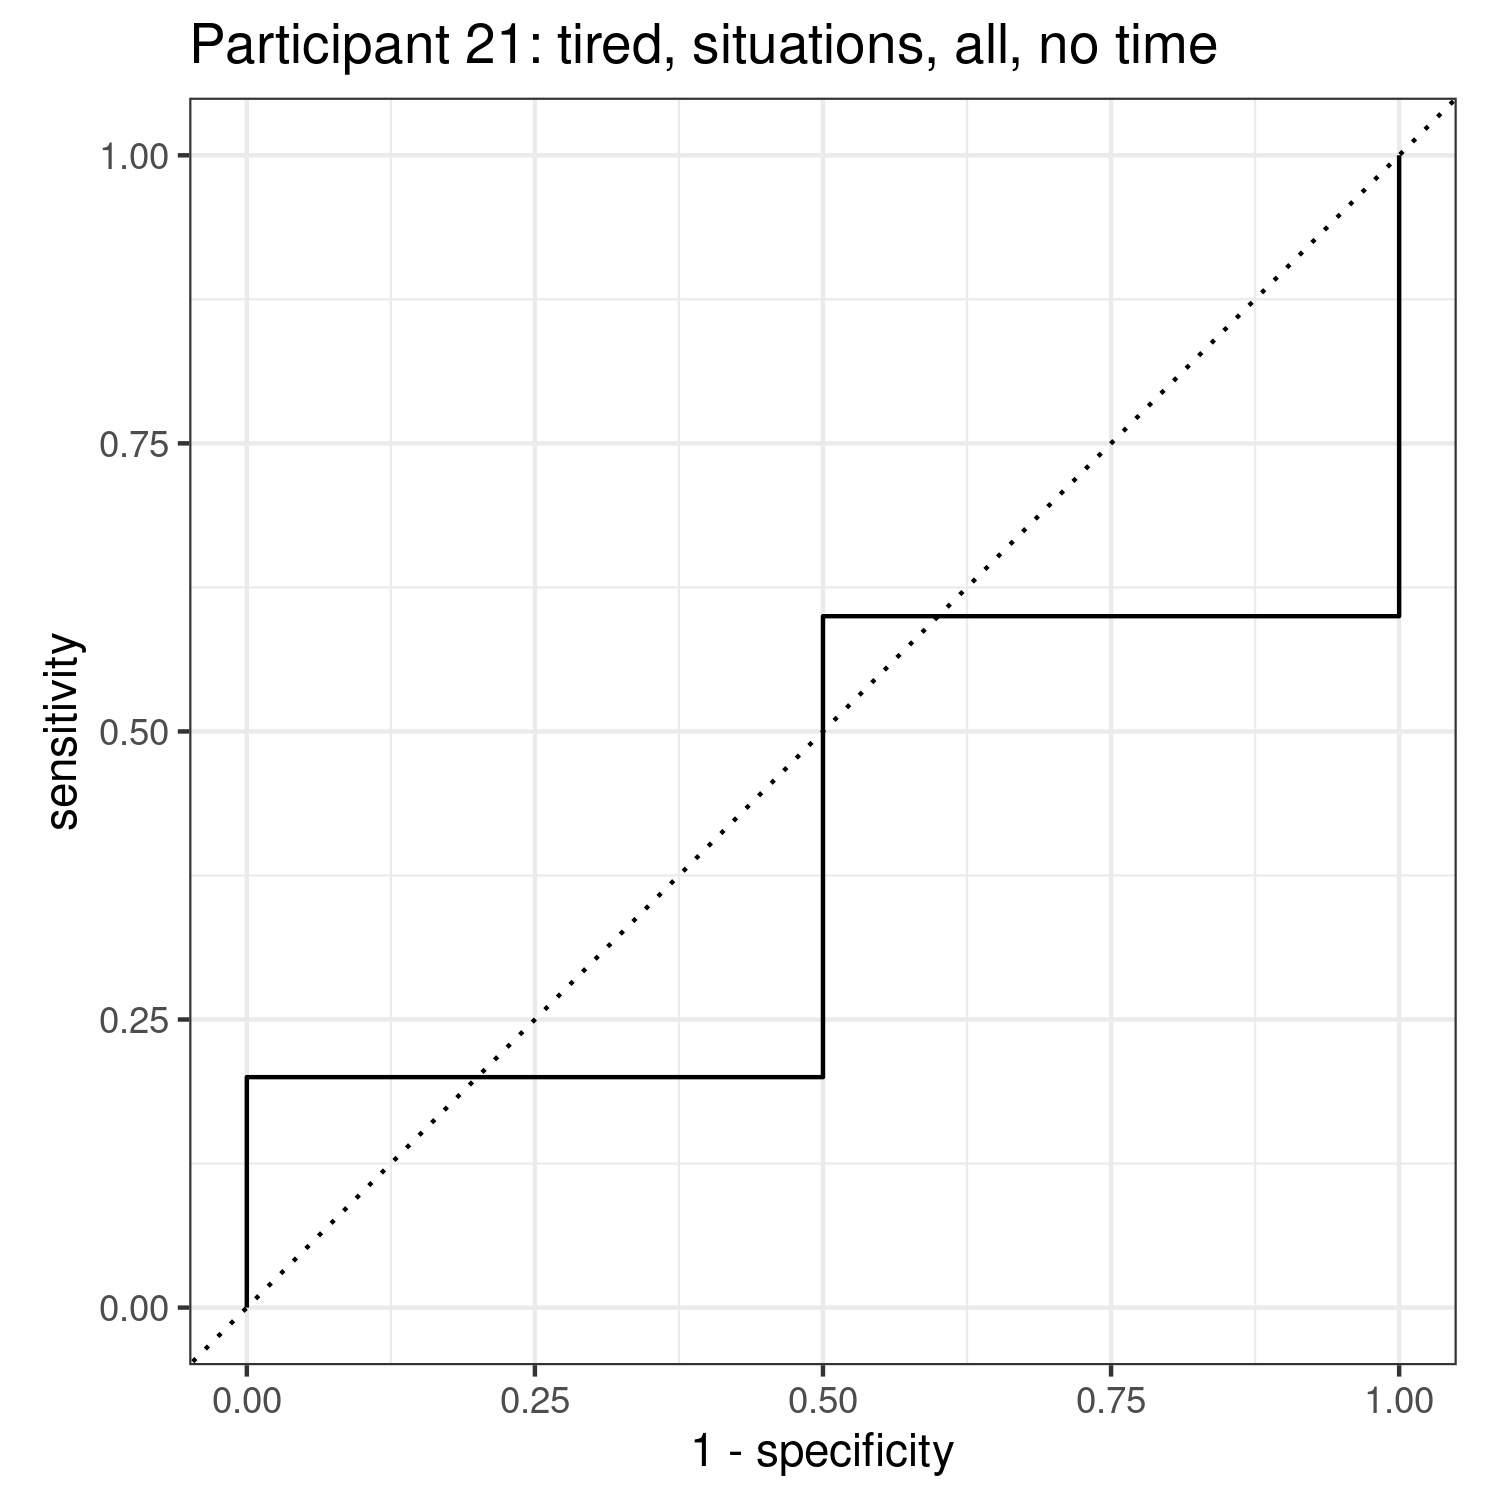 Participant 21: tired, situations, all, no time
1.00
0.75
0.50
0.25
0.00
sensitivity
0.00 0.25 0.50 0.75 1.00
1 - specificity